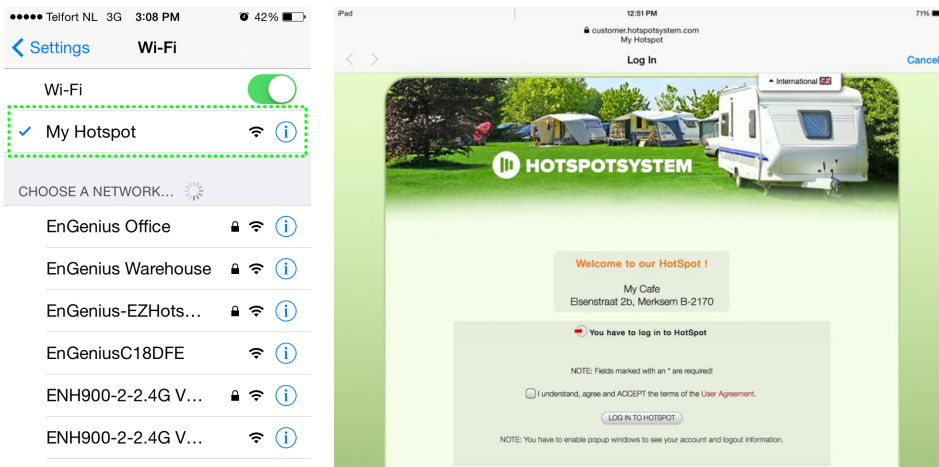 Telfort NL 3G 3:08 PM 42%
Settings Wi-Fi
Wi-Fi
My Hotspot
CHOOSE A NETWORK...
EnGenius Office
EnGenius Warehouse
EnGenius-EZHots...
EnGeniusC18DFE
ENH900-2-2.4G V...
ENH900-2-2.4G V...
iPad 12:51 PM 71%
customer.hotspotsystem.com
My Hotspot
Log In Cancel
International
HOTSPOTSYSTEM
Welcome to our HotSpot !
My Cafe
Elsenstraat 2b, Merksem B-2170
You have to log in to HotSpot
NOTE: Fields marked with an * are required!
I understand, agree and ACCEPT the terms of the User Agreement.
LOG IN TO HOTSPOT
NOTE: You have to enable popup windows to see your account and logout information.